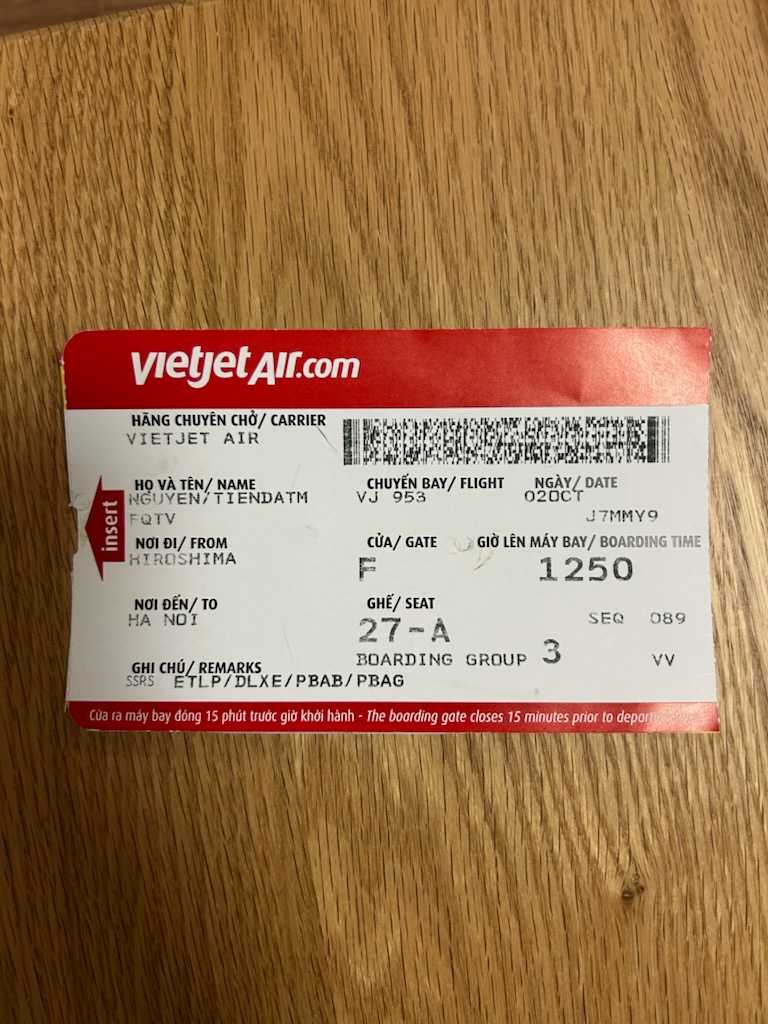 vietjetAir.com
HÃNG CHUYÊN CHỞ/ CARRIER
VIETJET AIR
HỌ VÀ TÊN/ NAME
NGUYEN/TIENDATM
FQTV
CHUYẾN BAY/ FLIGHT
VJ 953
NGÀY/ DATE
02OCT
J7MMY9
insert
NƠI ĐI/ FROM
HIROSHIMA
CỬA/ GATE
F
GIỜ LÊN MÁY BAY/ BOARDING TIME
1250
NƠI ĐẾN/ TO
HA NOI
GHẾ/ SEAT
27-A
SEQ 089
BOARDING GROUP 3
VV
GHI CHÚ/ REMARKS
SSRS ETLP/DLXE/PBAB/PBAG
Cửa ra máy bay đóng 15 phút trước giờ khởi hành - The boarding gate closes 15 minutes prior to